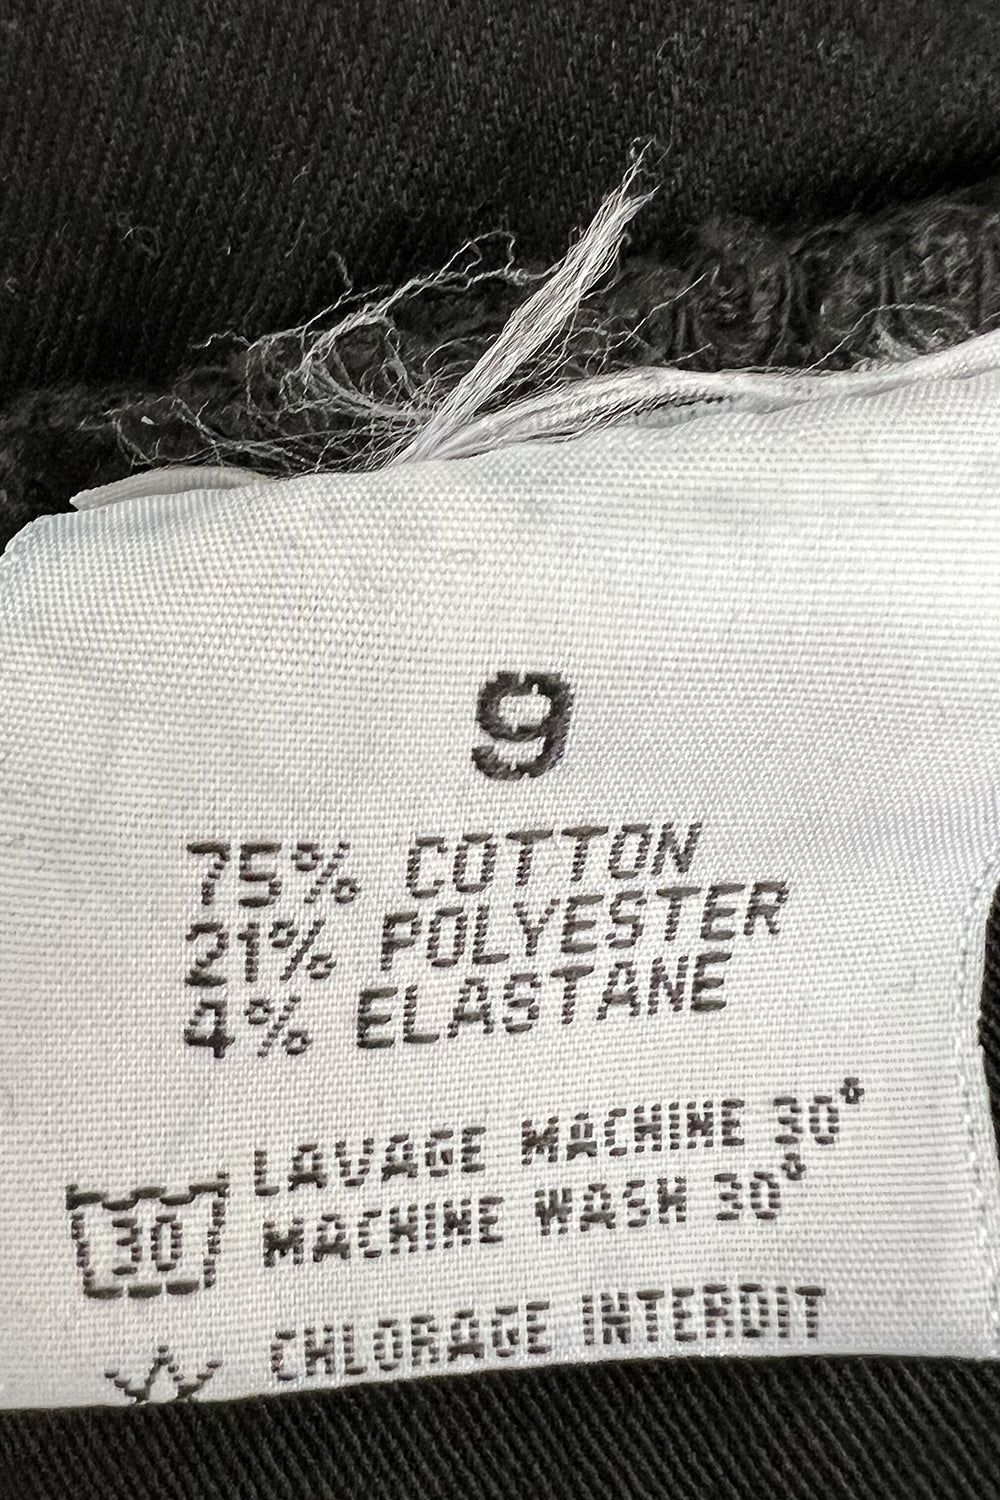 9
75% COTTON
21% POLYESTER
4% ELASTANE
LAVAGE MACHINE 30°
30
MACHINE WASH 30°
CHLORAGE INTERDIT